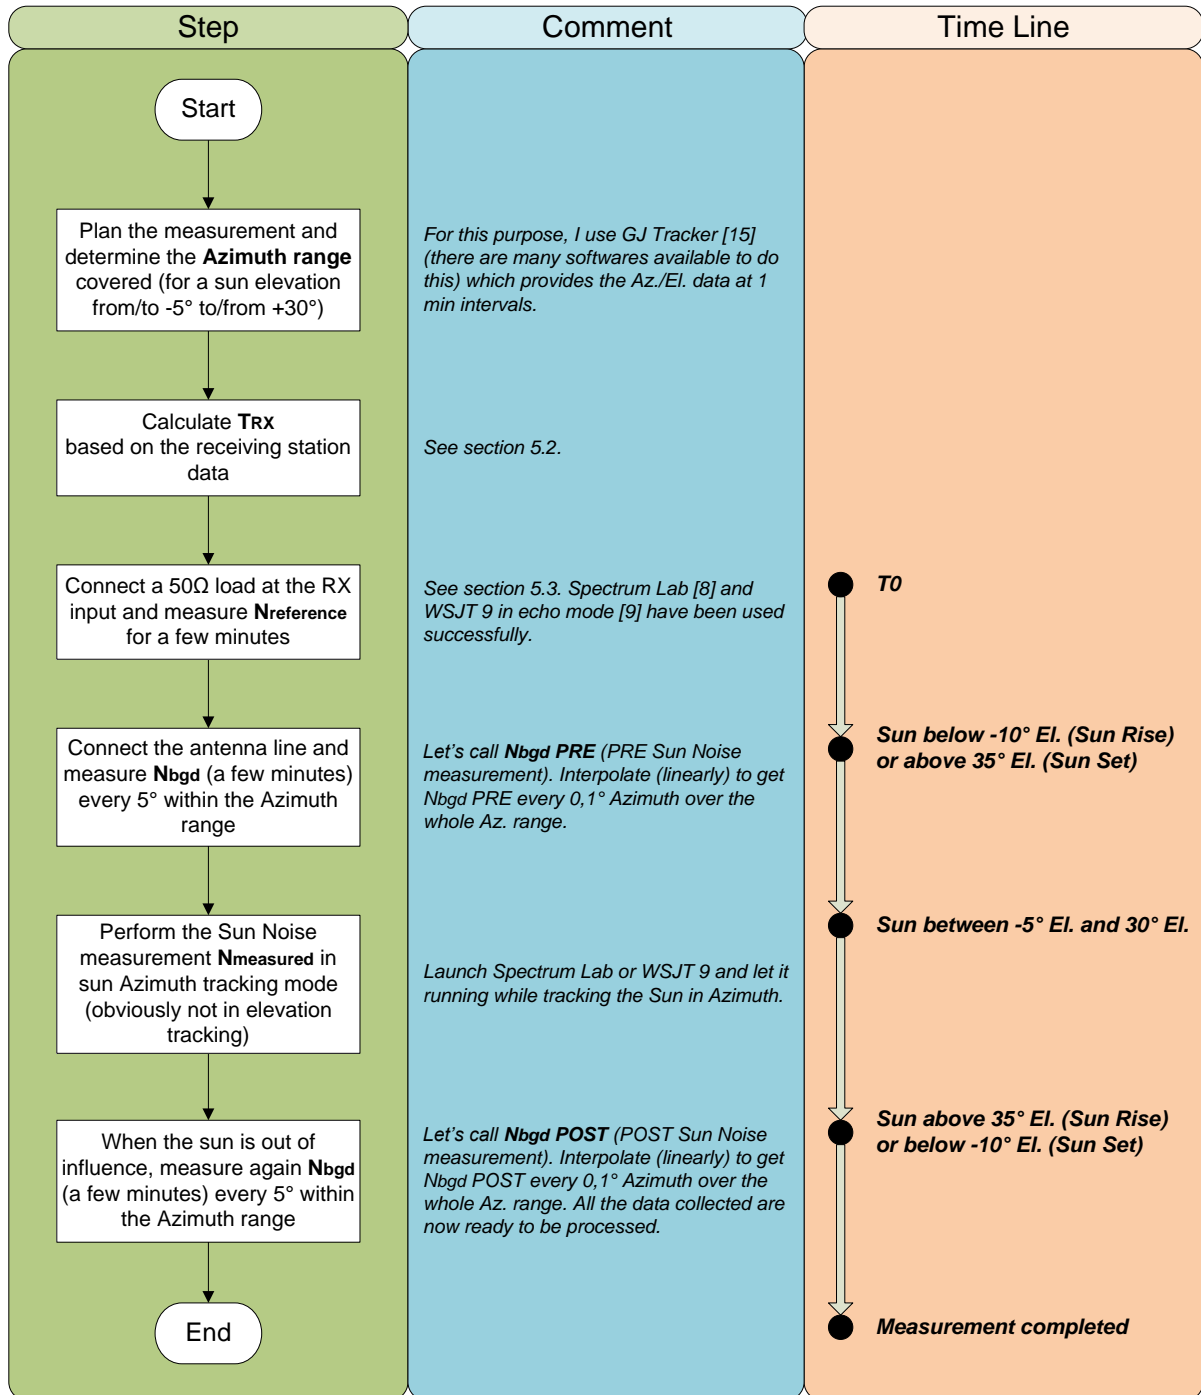 Step
Comment
Time Line
Start
Plan the measurement and
determine the Azimuth range
covered (for a sun elevation
from/to -5° to/from +30°)
For this purpose, I use GJ Tracker [15]
(there are many softwares available to do
this) which provides the Az./El. data at 1
min intervals.
Calculate TRX
based on the receiving station
data
See section 5.2.
Connect a 50Ω load at the RX
input and measure Nreference
for a few minutes
See section 5.3. Spectrum Lab [8] and
WSJT 9 in echo mode [9] have been used
successfully.
T0
Connect the antenna line and
measure Nbgd (a few minutes)
every 5° within the Azimuth
range
Let's call Nbgd PRE (PRE Sun Noise
measurement). Interpolate (linearly) to get
Nbgd PRE every 0,1° Azimuth over the
whole Az. range.
Sun below -10° El. (Sun Rise)
or above 35° El. (Sun Set)
Perform the Sun Noise
measurement Nmeasured in
sun Azimuth tracking mode
(obviously not in elevation
tracking)
Launch Spectrum Lab or WSJT 9 and let it
running while tracking the Sun in Azimuth.
Sun between -5° El. and 30° El.
When the sun is out of
influence, measure again Nbgd
(a few minutes) every 5° within
the Azimuth range
Let's call Nbgd POST (POST Sun Noise
measurement). Interpolate (linearly) to get
Nbgd POST every 0,1° Azimuth over the
whole Az. range. All the data collected are
now ready to be processed.
Sun above 35° El. (Sun Rise)
or below -10° El. (Sun Set)
End
Measurement completed